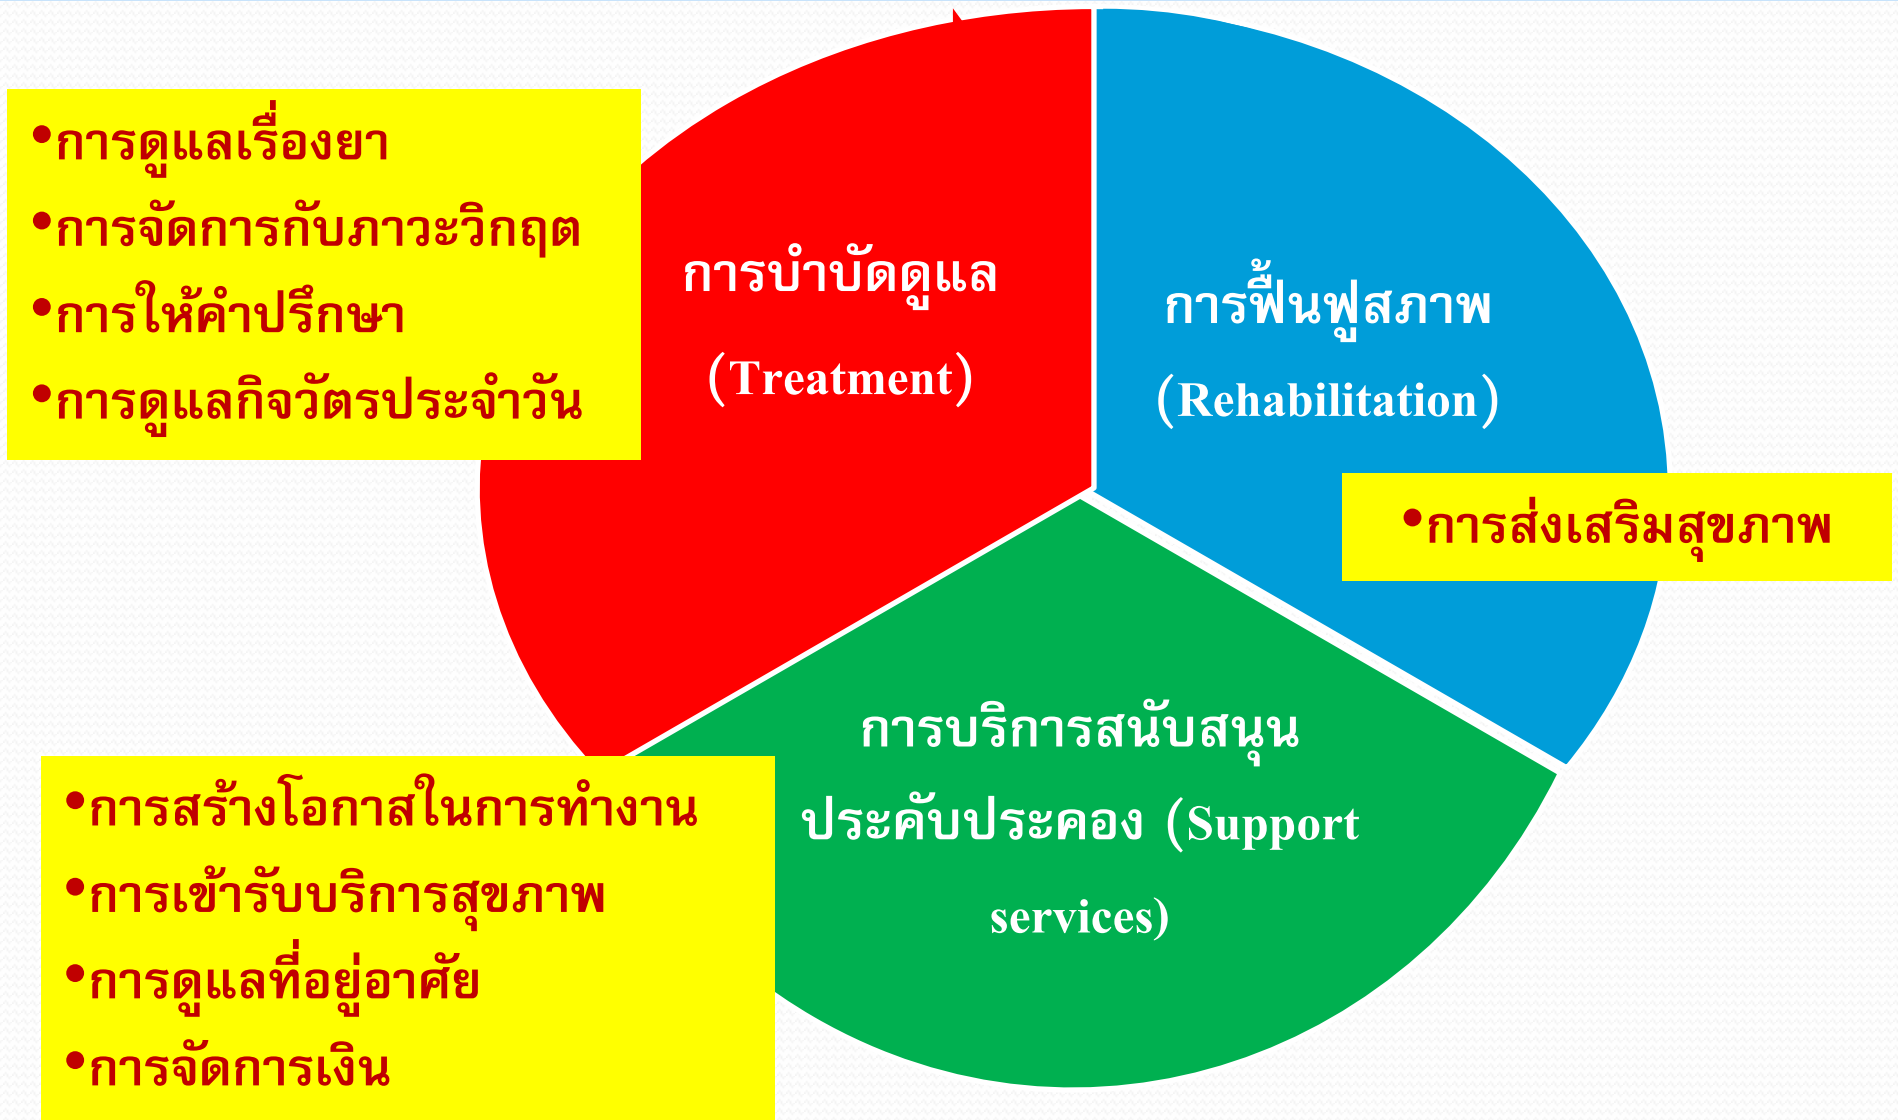 •การดูแลเรื่องยา
•การจัดการกับภาวะวิกฤต
•การให้คำปรึกษา
•การดูแลกิจวัตรประจำวัน
การบำบัดดูแล
(Treatment)
การฟื้นฟูสภาพ
(Rehabilitation)
•การส่งเสริมสุขภาพ
การบริการสนับสนุน
ประคับประคอง (Support
services)
•การสร้างโอกาสในการทำงาน
•การเข้ารับบริการสุขภาพ
•การดูแลที่อยู่อาศัย
•การจัดการเงิน